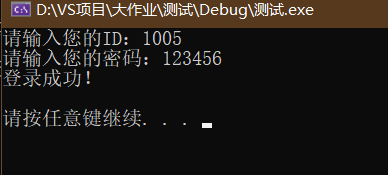 D:\VS项目\大作业\测试\Debug\测试.exe
请输入您的ID：1005
请输入您的密码：123456
登录成功！
请按任意键继续. . .